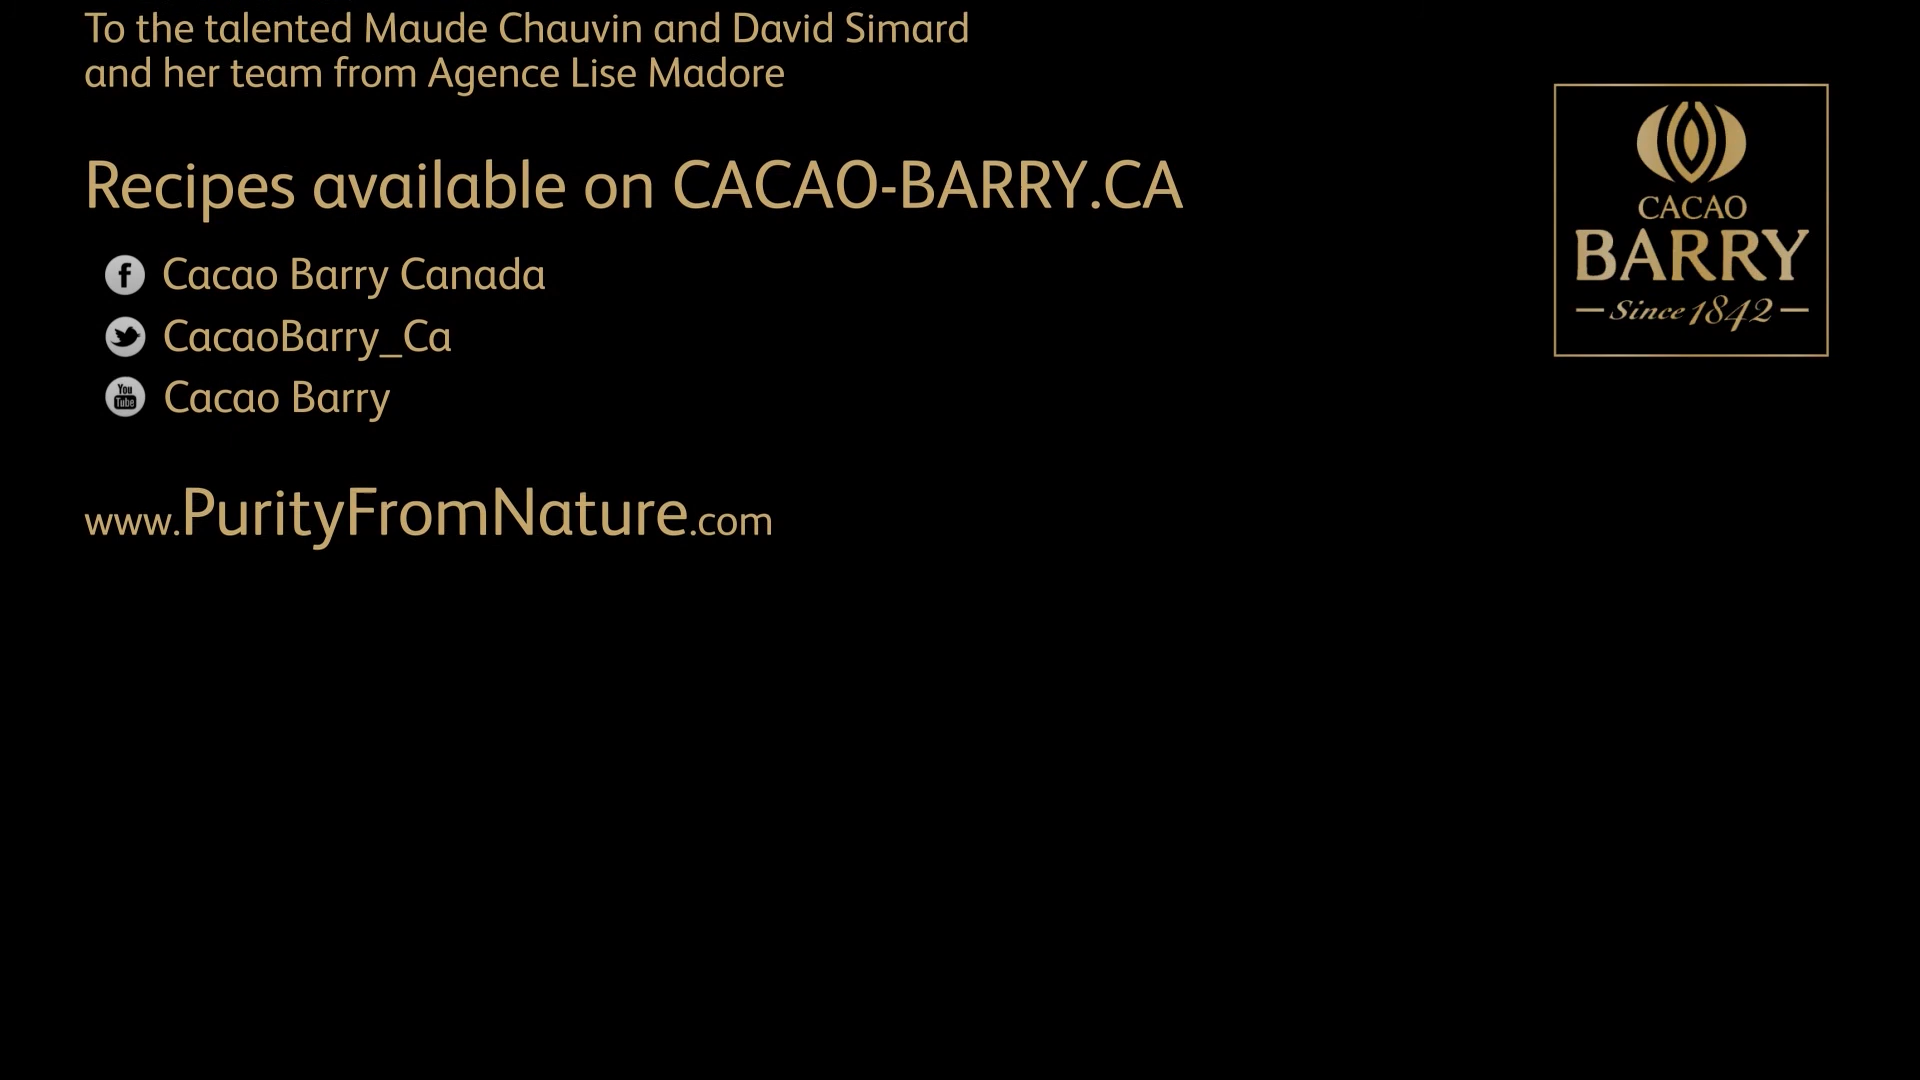 To the talented Maude Chauvin and David Simard
and her team from Agence Lise Madore
Recipes available on CACAO-BARRY.CA
f Cacao Barry Canada
CacaoBarry_Ca
You
Tube Cacao Barry
www.PurityFromNature.com
CACAO
BARRY
Since 1842